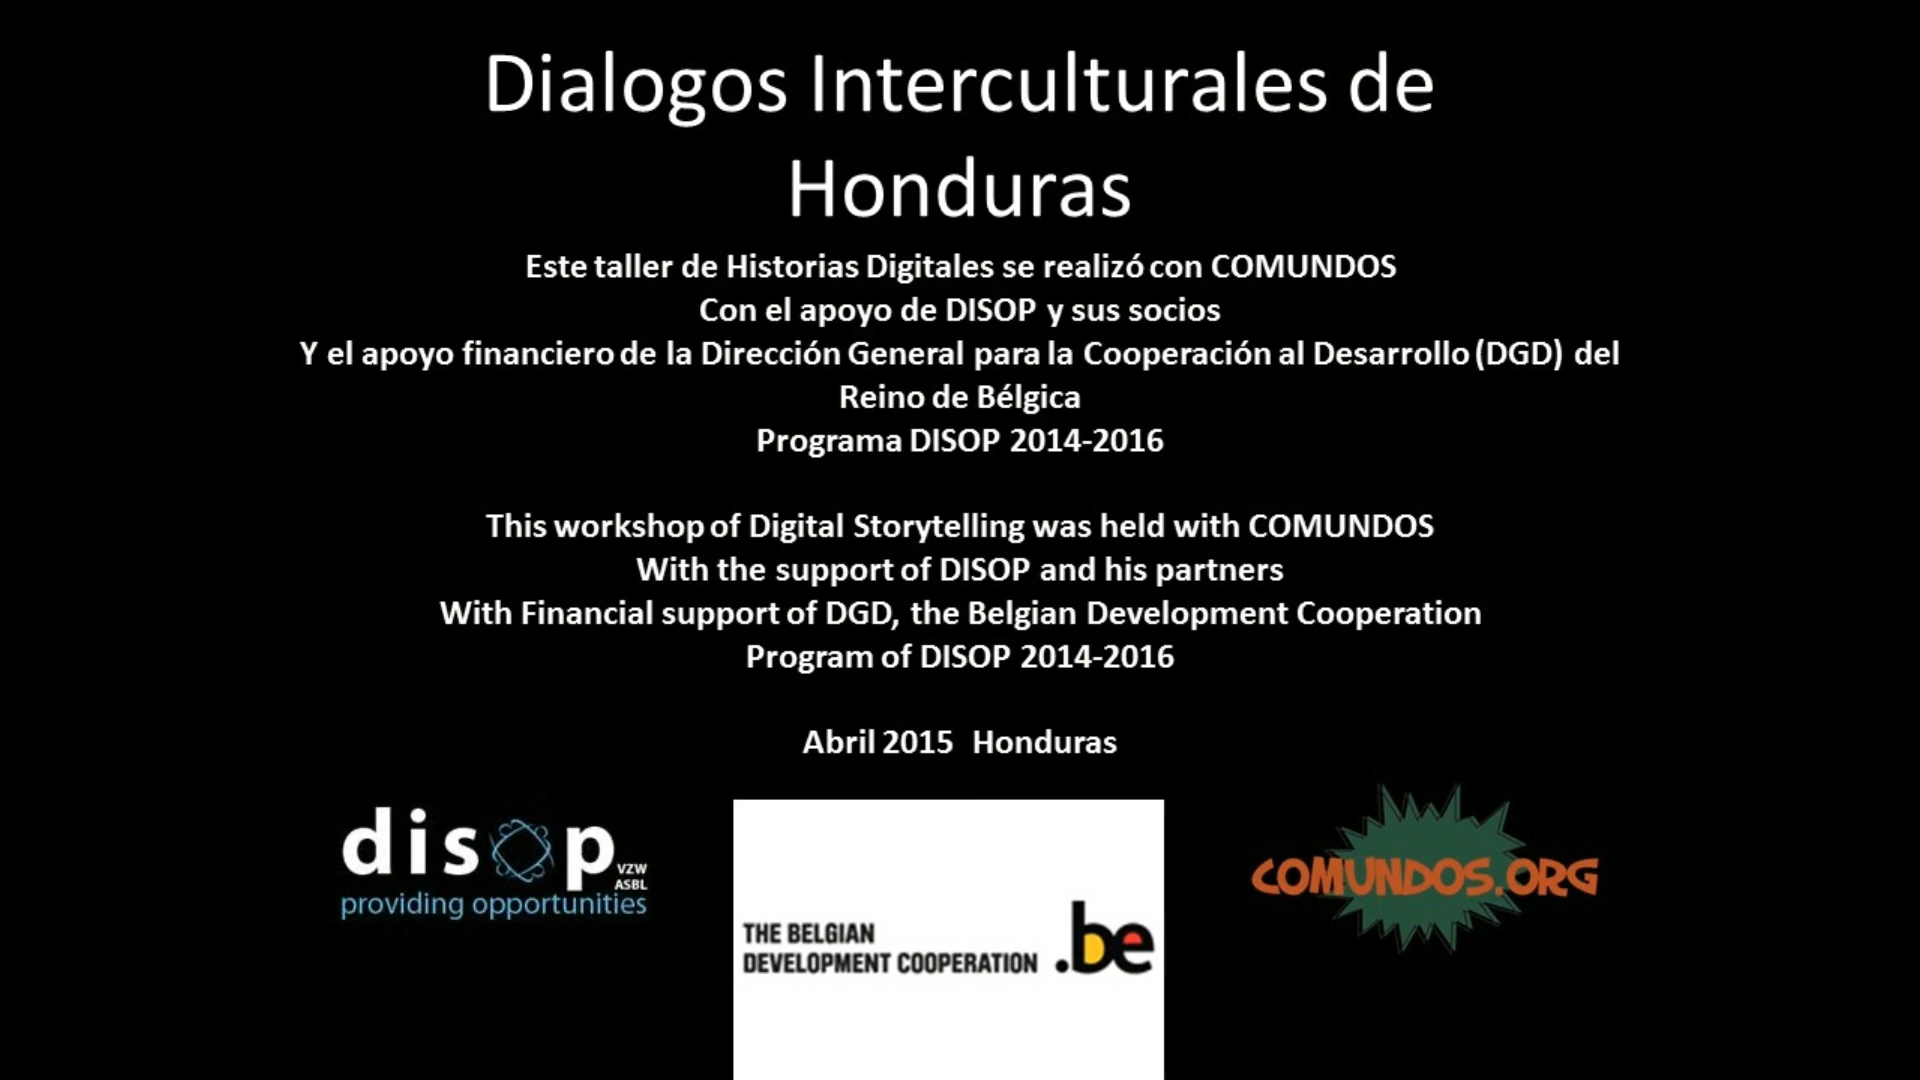 Dialogos Interculturales de
Honduras
Este taller de Historias Digitales se realizó con COMUNDOS
Con el apoyo de DISOP y sus socios
Y el apoyo financiero de la Dirección General para la Cooperación al Desarrollo (DGD) del
Reino de Bélgica
Programa DISOP 2014-2016
This workshop of Digital Storytelling was held with COMUNDOS
With the support of DISOP and his partners
With Financial support of DGD, the Belgian Development Cooperation
Program of DISOP 2014-2016
Abril 2015 Honduras
disop
VZW
ASBL
providing opportunities
THE BELGIAN
DEVELOPMENT COOPERATION
.be
COMUNDOS.ORG